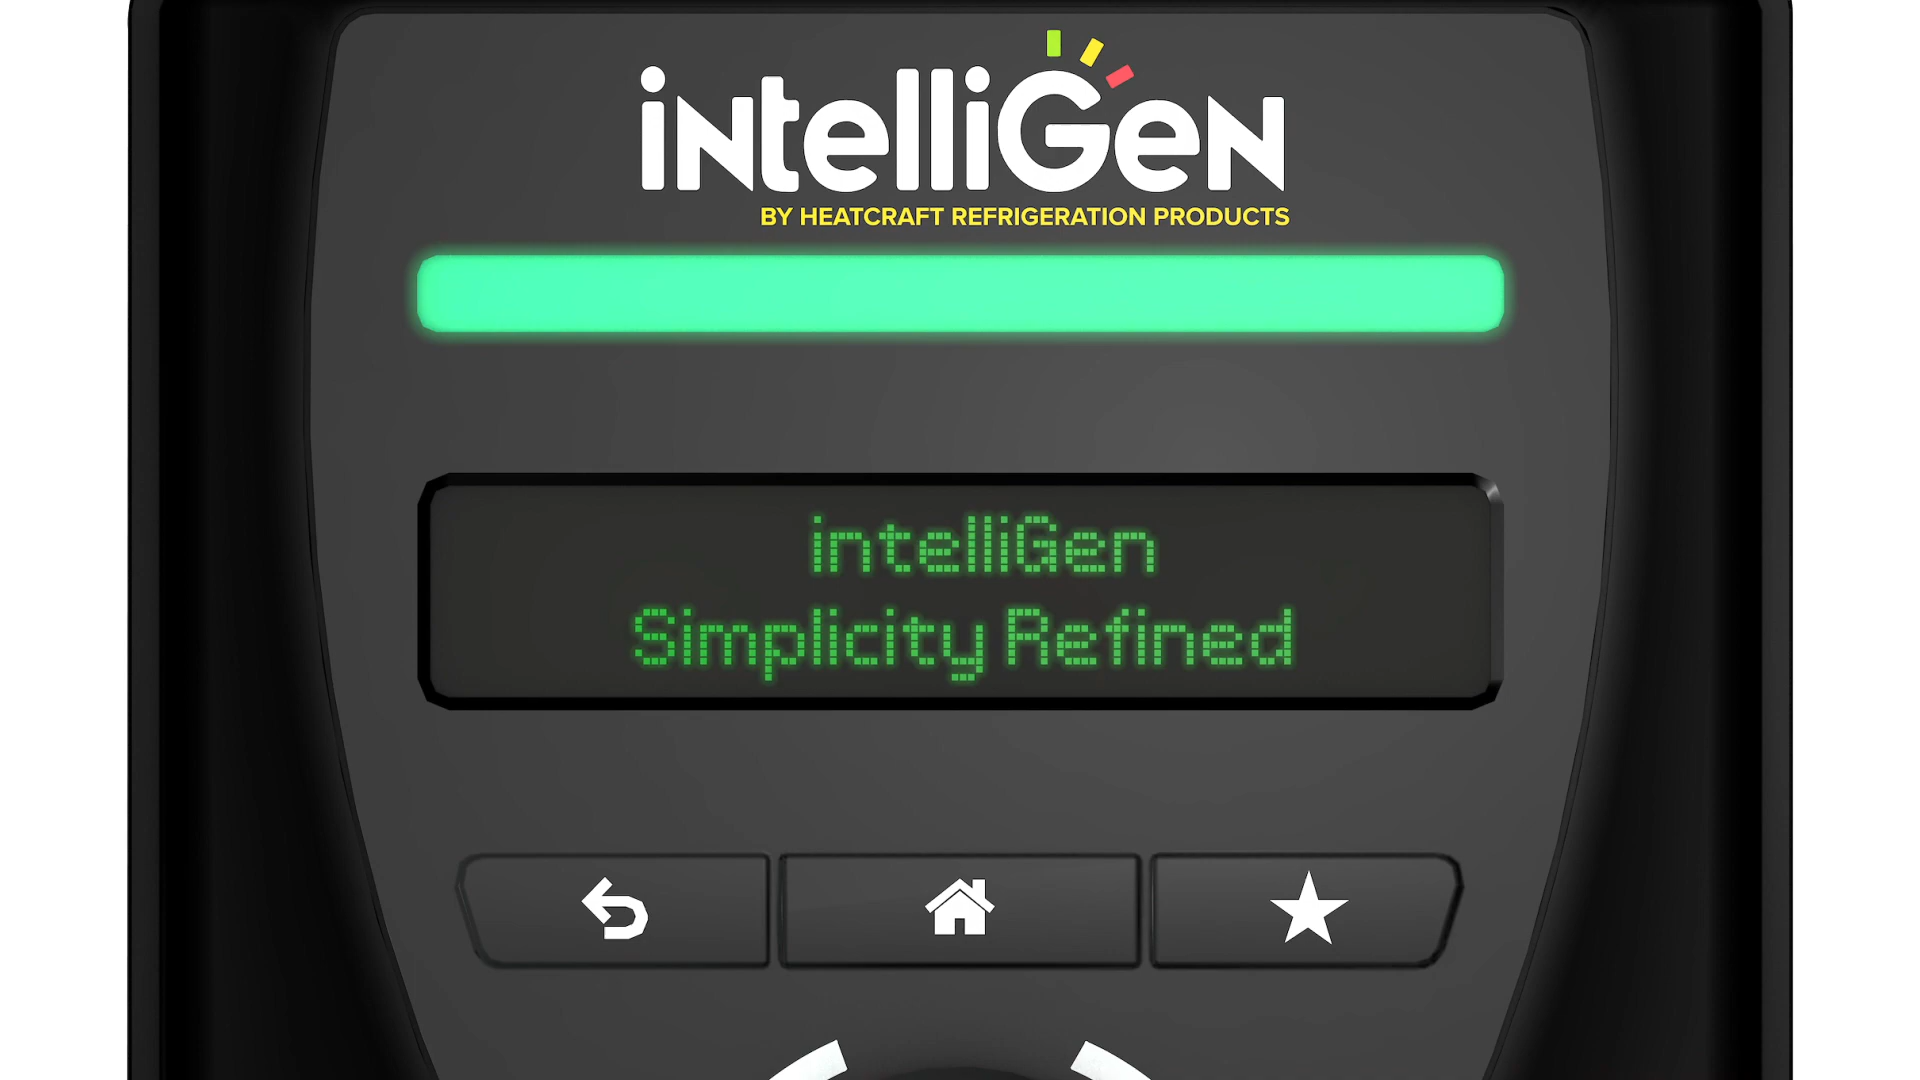 intelliGen
BY HEATCRAFT REFRIGERATION PRODUCTS
intelliGen
Simplicity Refined